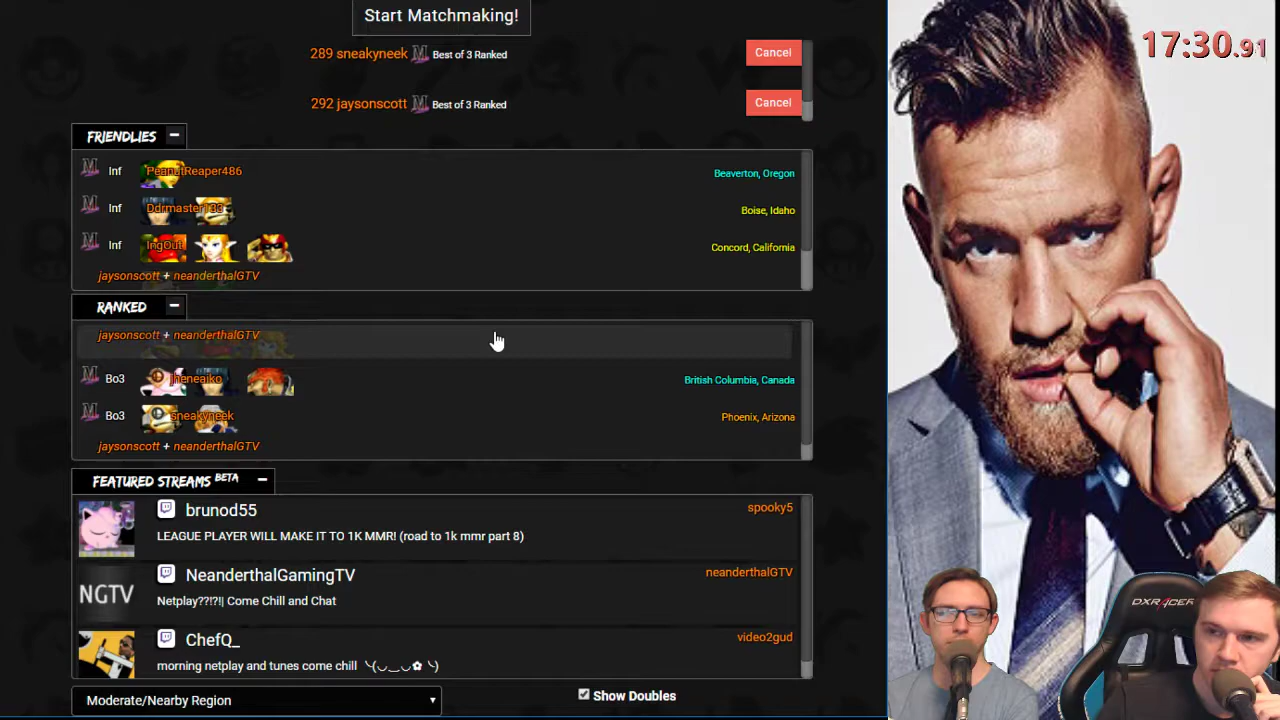 Start Matchmaking!
17:30.91
289 sneakyneek Best of 3 Ranked Cancel
292 jaysonscott Best of 3 Ranked Cancel
FRIENDLIES
Inf PeanutReaper486 Beaverton, Oregon
Inf Ddrmaster133 Boise, Idaho
Inf IngOut Concord, California
jaysonscott + neanderthalGTV
RANKED
jaysonscott + neanderthalGTV
Bo3 jheneaiko British Columbia, Canada
Bo3 sneakyneek Phoenix, Arizona
jaysonscott + neanderthalGTV
FEATURED STREAMS BETA
brunod55 spooky5
LEAGUE PLAYER WILL MAKE IT TO 1K MMR! (road to 1k mmr part 8)
NGTV
NeanderthalGamingTV neanderthalGTV
Netplay??!?!| Come Chill and Chat
ChefQ_ video2gud
morning netplay and tunes come chill ╰(◡‿◡✿╰)
Moderate/Nearby Region
Show Doubles
DXRACER